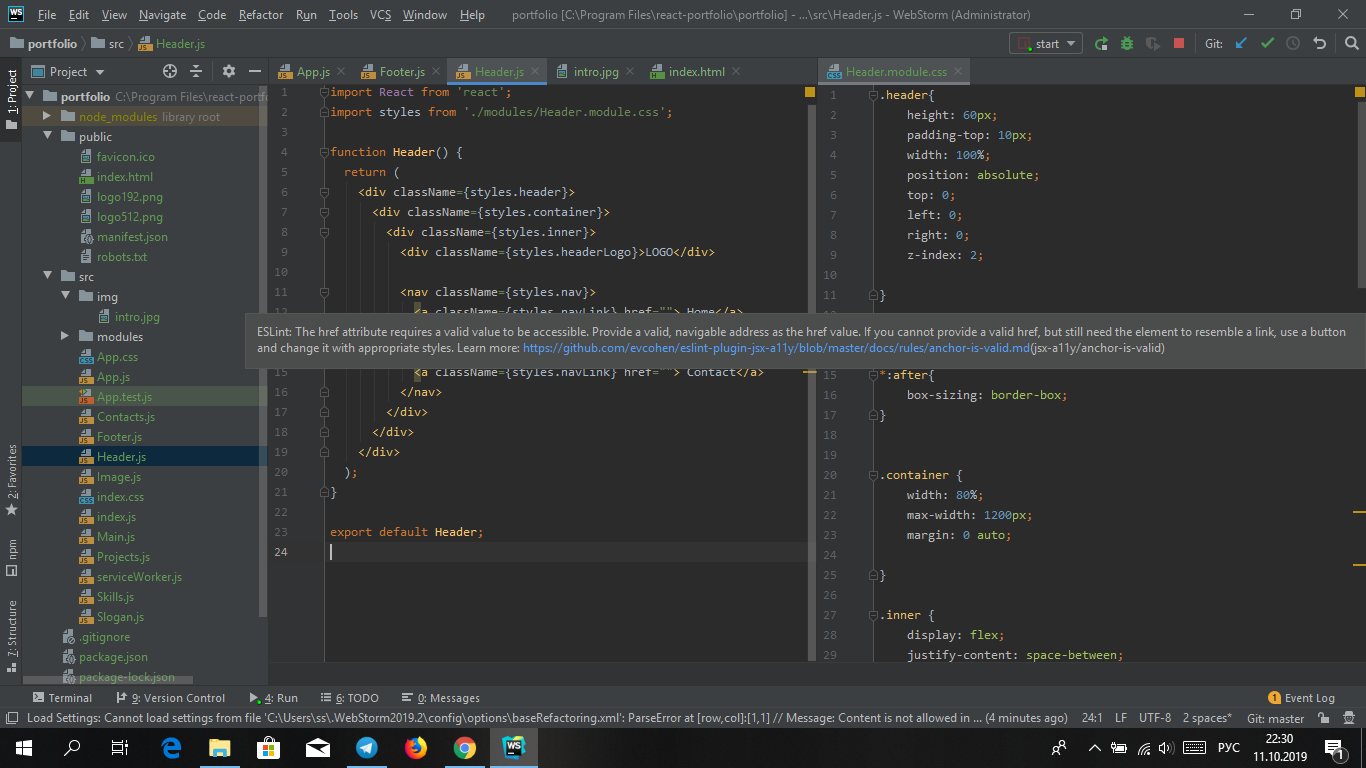 WS File Edit View Navigate Code Refactor Run Tools VCS Window Help portfolio [C:\Program Files\react-portfolio\portfolio] - ...\src\Header.js - WebStorm (Administrator)
portfolio src Header.js start Git:
1: Project
Project
App.js Footer.js Header.js intro.jpg index.html Header.module.css
portfolio C:\Program Files\react-portf
node_modules library root
public
favicon.ico
index.html
logo192.png
logo512.png
manifest.json
robots.txt
src
img
intro.jpg
modules
App.css
App.js
App.test.js
Contacts.js
Footer.js
Header.js
Image.js
index.css
index.js
Main.js
Projects.js
serviceWorker.js
Skills.js
Slogan.js
.gitignore
package.json
package-lock.json
2: Favorites
npm
7: Structure
1 import React from 'react';
2 import styles from './modules/Header.module.css';
3
4 function Header() {
5 return (
6 <div className={styles.header}>
7 <div className={styles.container}>
8 <div className={styles.inner}>
9 <div className={styles.headerLogo}>LOGO</div>
10
11 <nav className={styles.nav}>
<a className={styles.navLink} href=""> Home</a>
ESLint: The href attribute requires a valid value to be accessible. Provide a valid, navigable address as the href value. If you cannot provide a valid href, but still need the element to resemble a link, use a button
and change it with appropriate styles. Learn more: https://github.com/evcohen/eslint-plugin-jsx-a11y/blob/master/docs/rules/anchor-is-valid.md(jsx-a11y/anchor-is-valid)
15 <a className={styles.navLink} href=""> Contact</a>
16 </nav>
17 </div>
18 </div>
19 </div>
20 );
21 }
22
23 export default Header;
24
1 .header{
2 height: 60px;
3 padding-top: 10px;
4 width: 100%;
5 position: absolute;
6 top: 0;
7 left: 0;
8 right: 0;
9 z-index: 2;
10
11 }
15 *:after{
16 box-sizing: border-box;
17 }
18
19
20 .container {
21 width: 80%;
22 max-width: 1200px;
23 margin: 0 auto;
24
25 }
26
27 .inner {
28 display: flex;
29 justify-content: space-between;
Terminal 9: Version Control 4: Run 6: TODO 0: Messages 1 Event Log
Load Settings: Cannot load settings from file 'C:\Users\ss\.WebStorm2019.2\config\options\baseRefactoring.xml': ParseError at [row,col]:[1,1] // Message: Content is not allowed in ... (4 minutes ago) 24:1 LF UTF-8 2 spaces* Git: master
WS РУС 22:30
11.10.2019 1